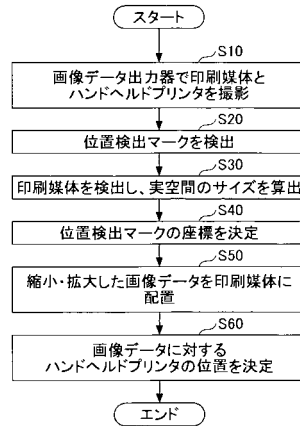 スタート
S10
画像データ出力器で印刷媒体と
ハンドヘルドプリンタを撮影
S20
位置検出マークを検出
S30
印刷媒体を検出し、実空間のサイズを算出
S40
位置検出マークの座標を決定
S50
縮小・拡大した画像データを印刷媒体に
配置
S60
画像データに対する
ハンドヘルドプリンタの位置を決定
エンド